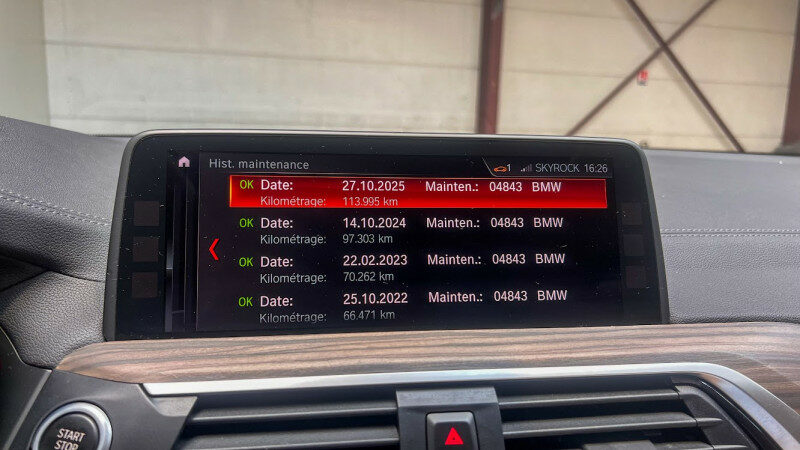 Hist. maintenance 1 SKYROCK 16:26
OK Date: 27.10.2025 Mainten.: 04843 BMW
Kilométrage: 113.995 km
OK Date: 14.10.2024 Mainten.: 04843 BMW
Kilométrage: 97.303 km
OK Date: 22.02.2023 Mainten.: 04843 BMW
Kilométrage: 70.262 km
OK Date: 25.10.2022 Mainten.: 04843 BMW
Kilométrage: 66.471 km
START
STOP